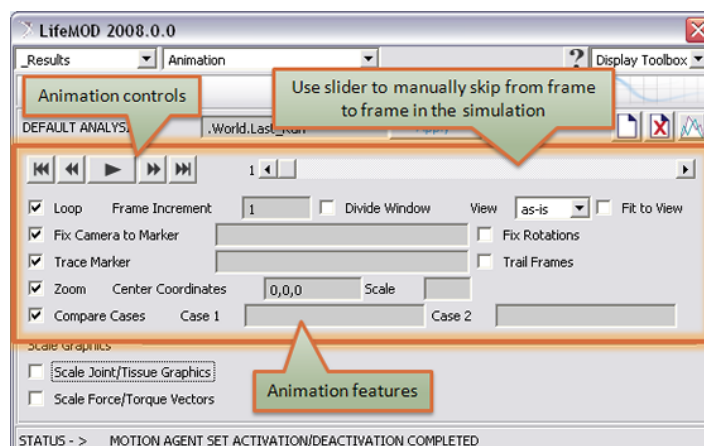 LifeMOD 2008.0.0
_Results Animation ? Display Toolbox
Animation controls
Use slider to manually skip from frame
to frame in the simulation
DEFAULT ANALYS .World.Last_Run
1
Loop Frame Increment 1 Divide Window View as-is Fit to View
Fix Camera to Marker Fix Rotations
Trace Marker Trail Frames
Zoom Center Coordinates 0,0,0 Scale
Compare Cases Case 1 Case 2
Scale Graphics
Scale Joint/Tissue Graphics
Scale Force/Torque Vectors
Animation features
STATUS - > MOTION AGENT SET ACTIVATION/DEACTIVATION COMPLETED